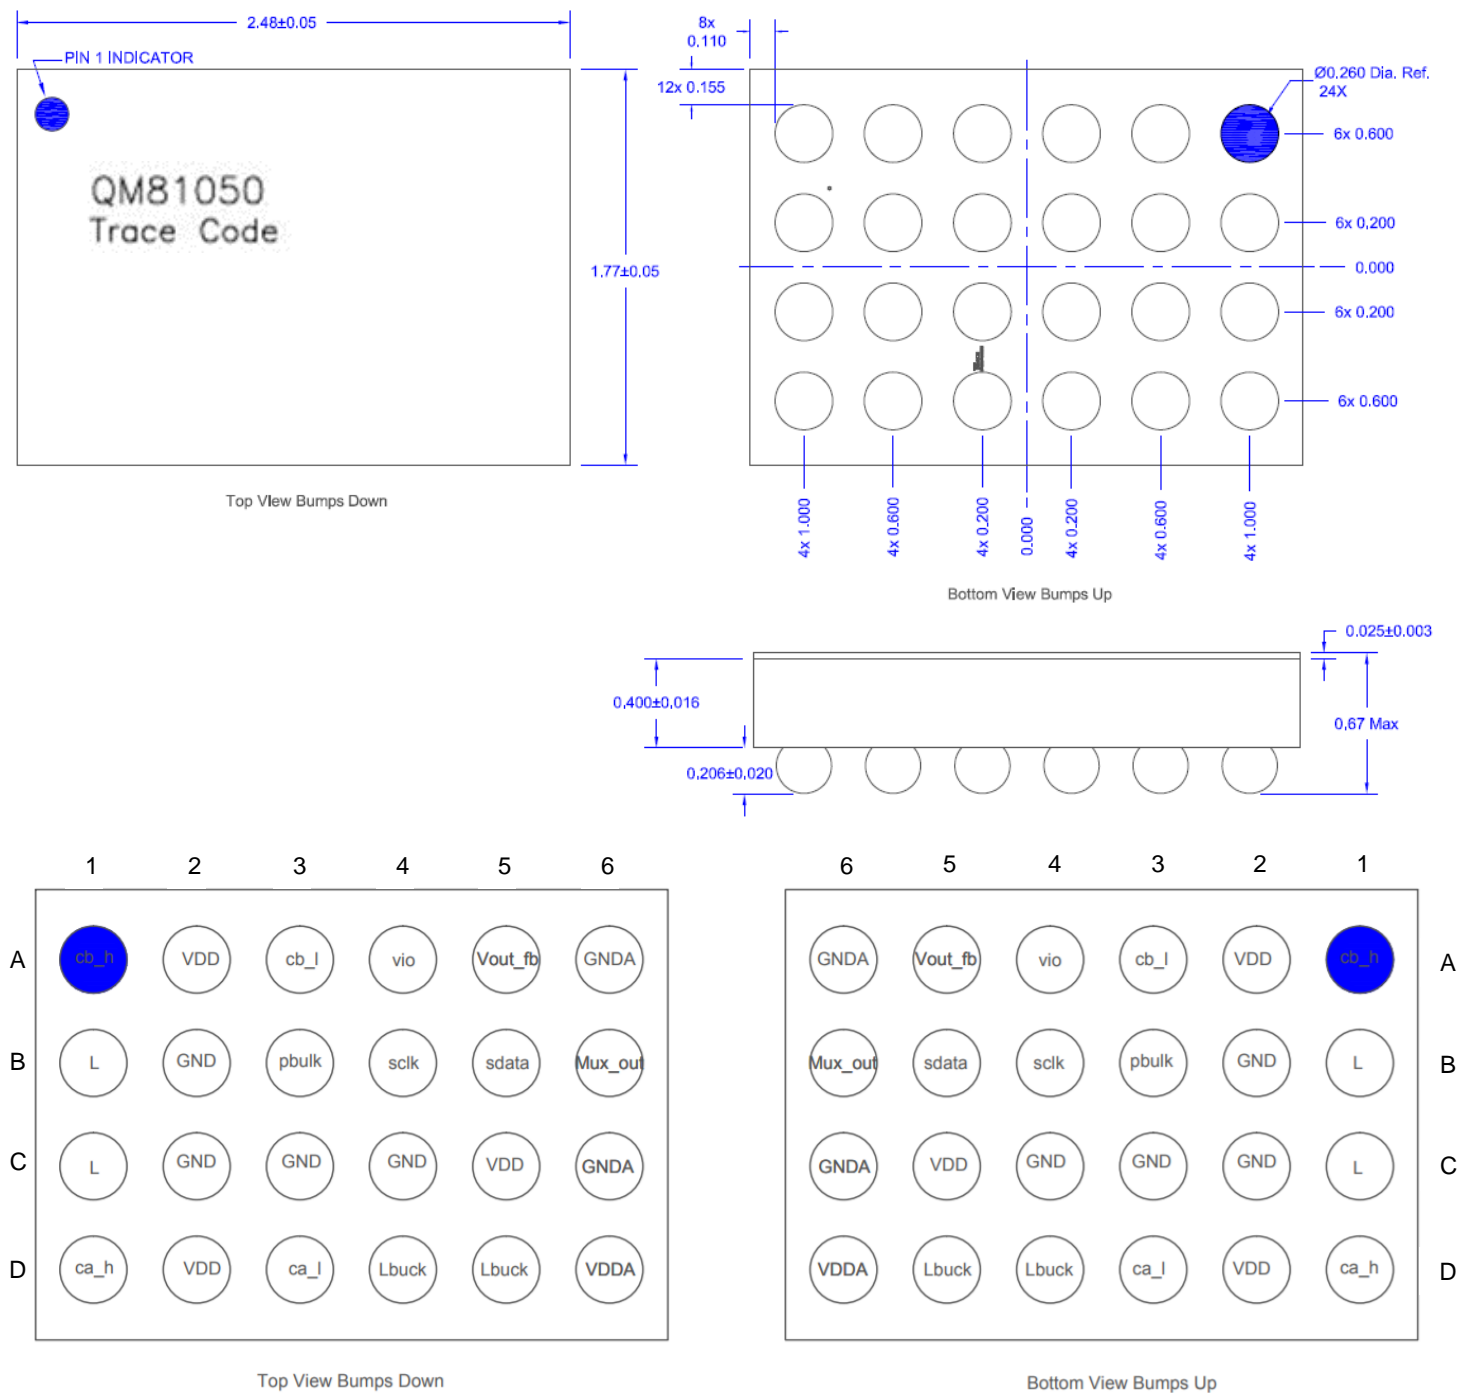 2.48±0.05
PIN 1 INDICATOR
QM81050
Trace Code
1.77±0.05
Top View Bumps Down
8x
0.110
12x 0.155
Ø0.260 Dia. Ref.
24X
6x 0.600
6x 0.200
0.000
6x 0.200
6x 0.600
4x 1.000
4x 0.600
4x 0.200
0.000
4x 0.200
4x 0.600
4x 1.000
Bottom View Bumps Up
0.025±0.003
0.400±0.016
0.67 Max
0.206±0.020
1 2 3 4 5 6
A cb_h VDD cb_l vio Vout_fb GNDA
B L GND pbulk sclk sdata Mux_out
C L GND GND GND VDD GNDA
D ca_h VDD ca_l Lbuck Lbuck VDDA
Top View Bumps Down
6 5 4 3 2 1
GNDA Vout_fb vio cb_l VDD cb_h A
Mux_out sdata sclk pbulk GND L B
GNDA VDD GND GND GND L C
VDDA Lbuck Lbuck ca_l VDD ca_h D
Bottom View Bumps Up